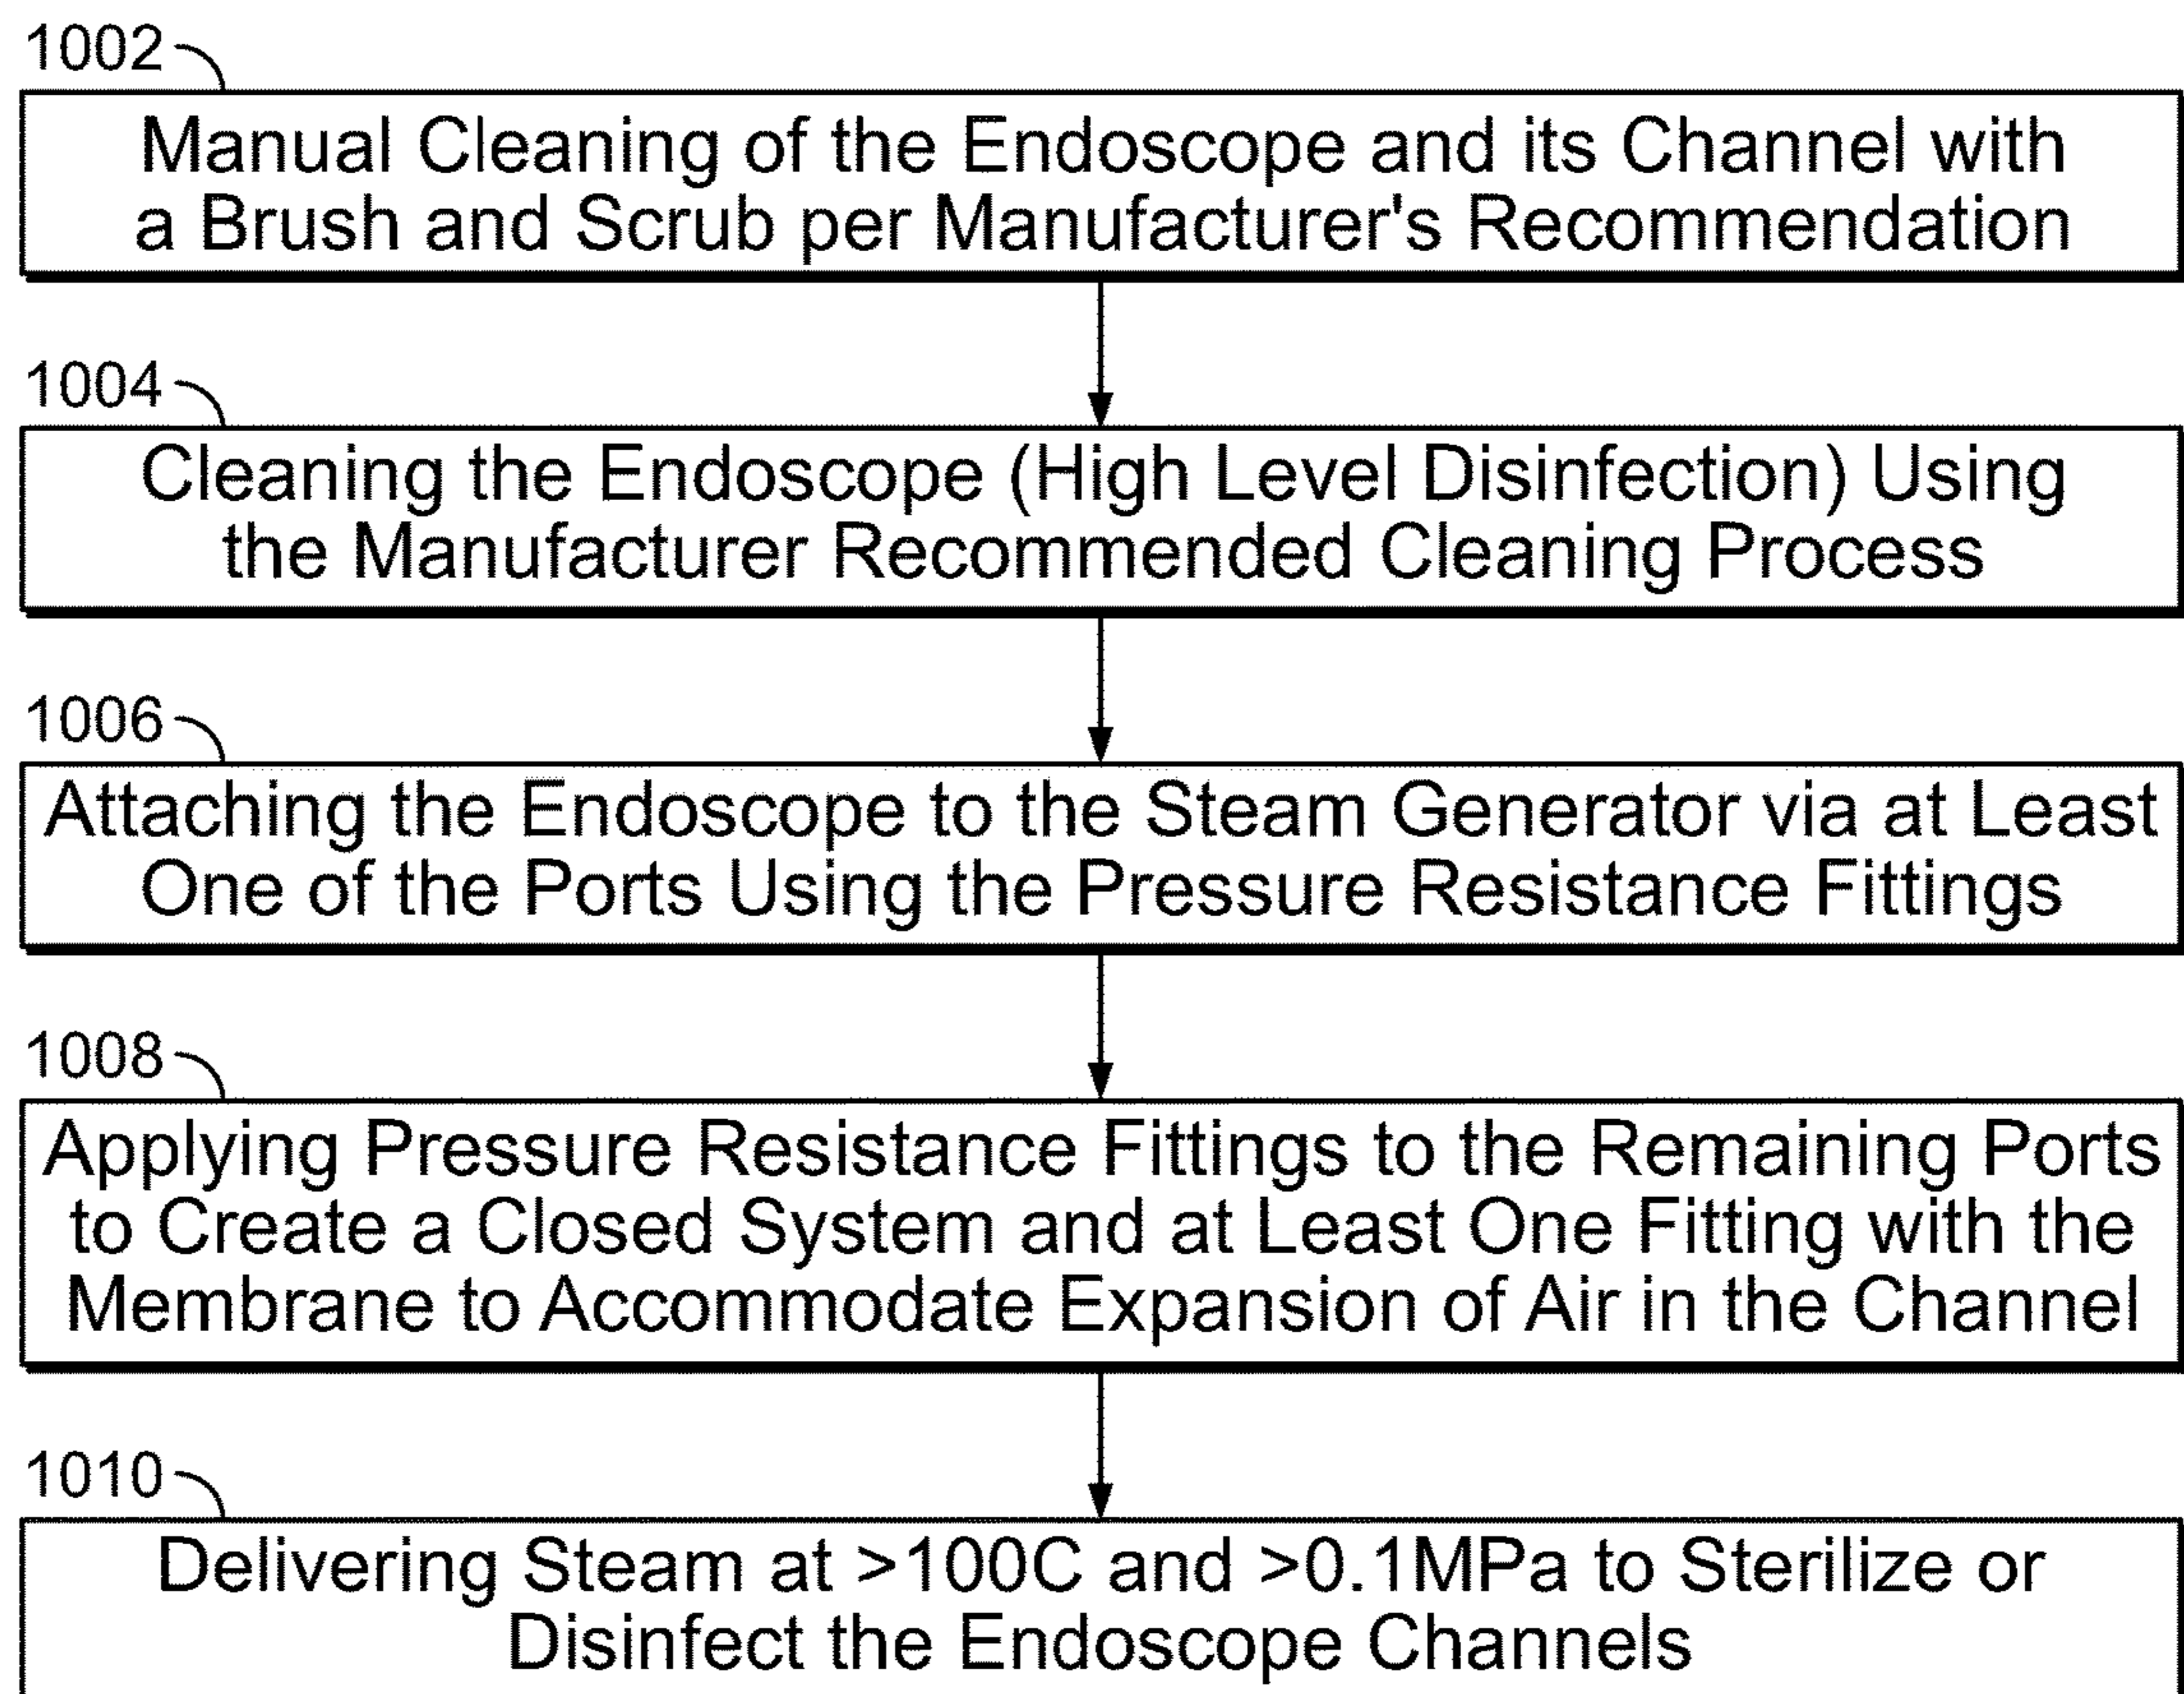 1002
Manual Cleaning of the Endoscope and its Channel with
a Brush and Scrub per Manufacturer's Recommendation
1004
Cleaning the Endoscope (High Level Disinfection) Using
the Manufacturer Recommended Cleaning Process
1006
Attaching the Endoscope to the Steam Generator via at Least
One of the Ports Using the Pressure Resistance Fittings
1008
Applying Pressure Resistance Fittings to the Remaining Ports
to Create a Closed System and at Least One Fitting with the
Membrane to Accommodate Expansion of Air in the Channel
1010
Delivering Steam at >100C and >0.1MPa to Sterilize or
Disinfect the Endoscope Channels